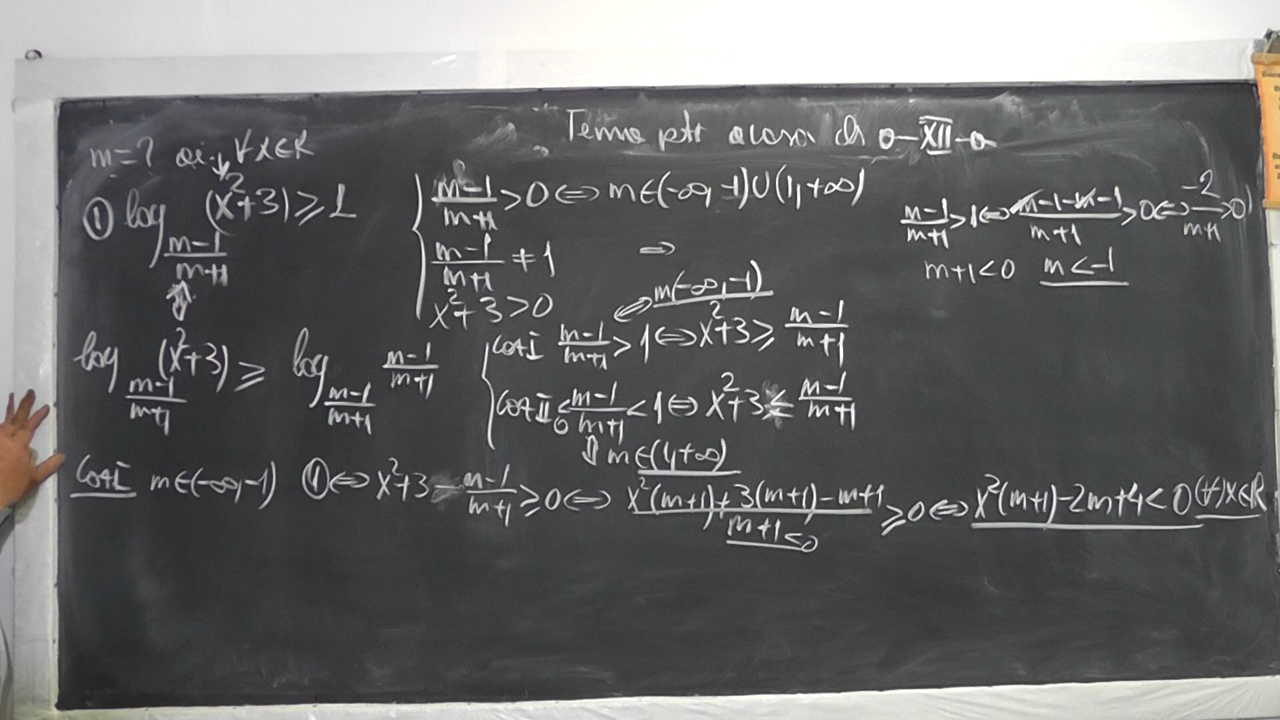 Tema ptr acasa di o-XII-o
m=? ai. ∀x∈R
① log_{(m-1)/(m+1)} (x²+3) ≥ 1
{ (m-1)/(m+1) > 0 ⇔ m∈(-∞,-1)∪(1,+∞)
(m-1)/(m+1) ≠ 1 ⇒
x²+3>0
(m-1)/(m+1) > 1 ⇔ (m-1-m-1)/(m+1) > 0 ⇔ -2/(m+1) > 0
m+1<0 m<-1
⇔ m(-∞,-1)
log_{(m-1)/(m+1)} (x²+3) ≥ log_{(m-1)/(m+1)} (m-1)/(m+1)
{ Caz I (m-1)/(m+1) > 1 ⇔ x²+3 ≥ (m-1)/(m+1)
Caz II 0 < (m-1)/(m+1) < 1 ⇔ x²+3 ≤ (m-1)/(m+1)
⇓ m∈(1,+∞)
Caz I m∈(-∞,-1) ① ⇔ x²+3 - (m-1)/(m+1) ≥ 0 ⇔ (x²(m+1)+3(m+1)-m+1)/(m+1<0) ≥ 0 ⇔ x²(m+1)-2m+4<0 (∀)x∈R